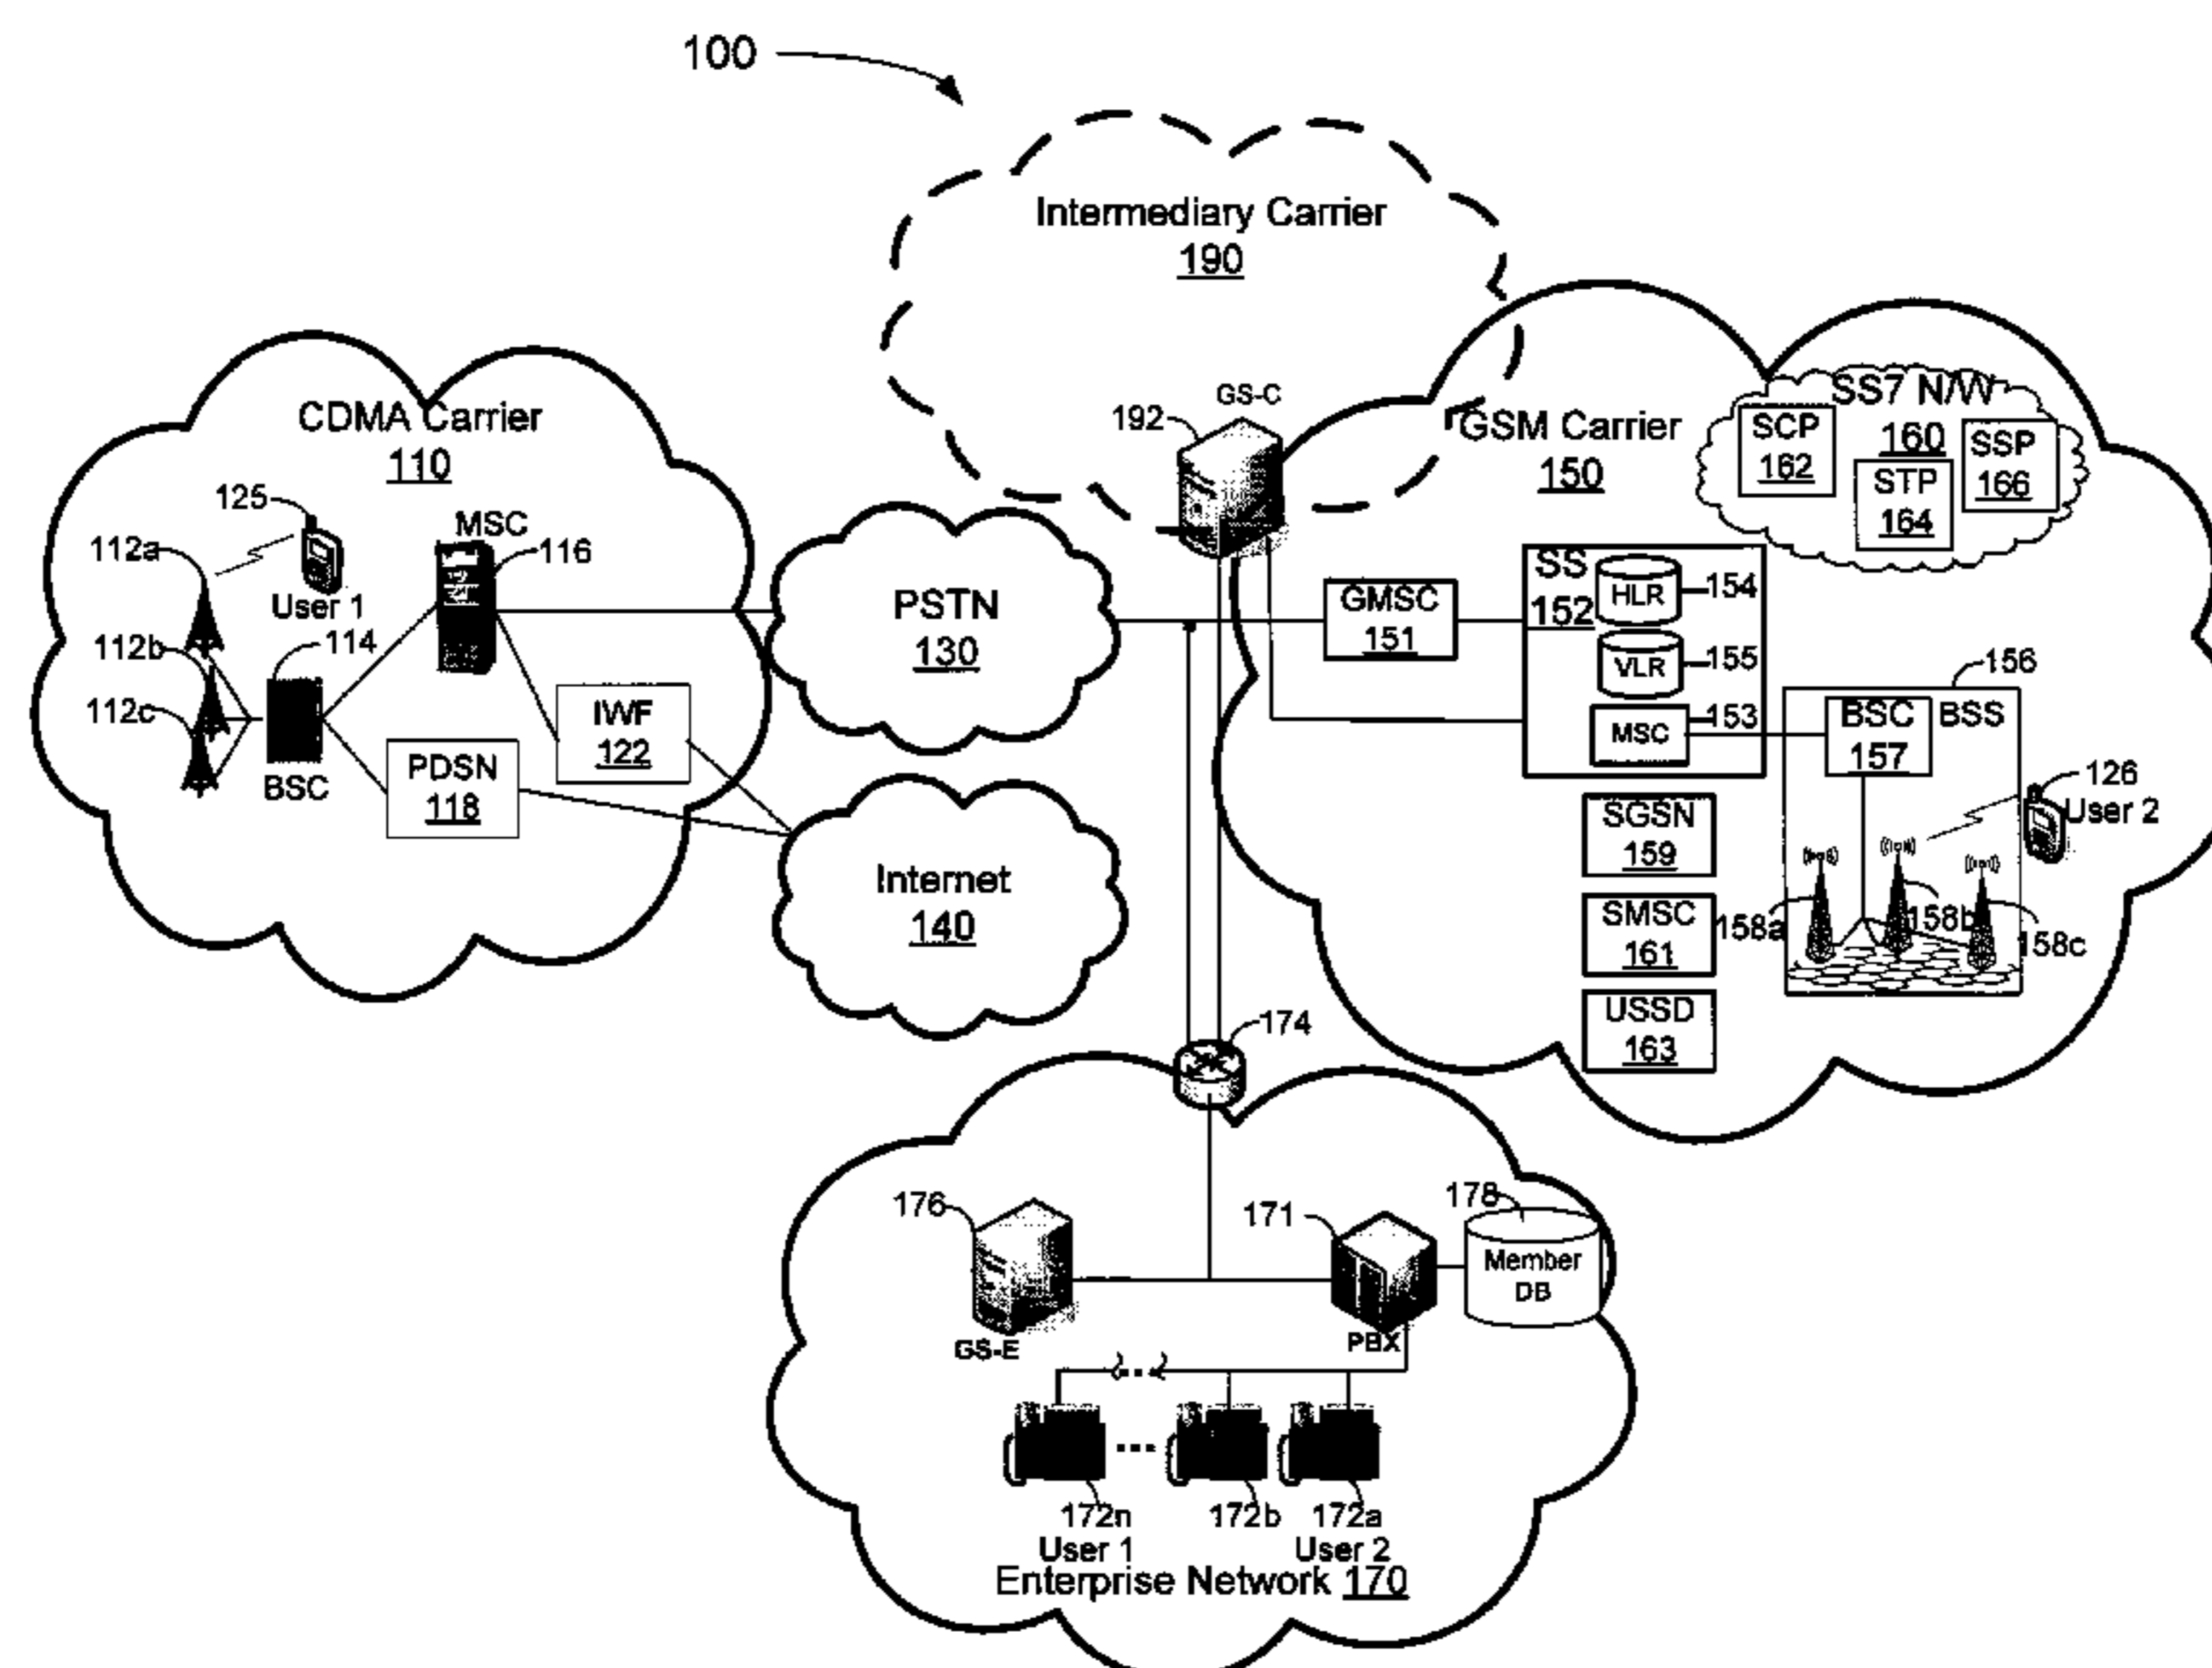 100
Intermediary Carrier
190
CDMA Carrier
110
125
112a
User 1
MSC
116
112b
114
112c
BSC
PDSN
118
IWF
122
PSTN
130
Internet
140
GS-C
192
GSM Carrier
150
SS7 N/W
160
SCP
162
STP
164
SSP
166
GMSC
151
SS
152
HLR
154
VLR
155
MSC
153
156
BSC
157
BSS
126
User 2
158a
158b
158c
SGSN
159
SMSC
161
USSD
163
174
176
GS-E
171
PBX
178
Member
DB
...
...
172n
User 1
172b
172a
User 2
Enterprise Network 170